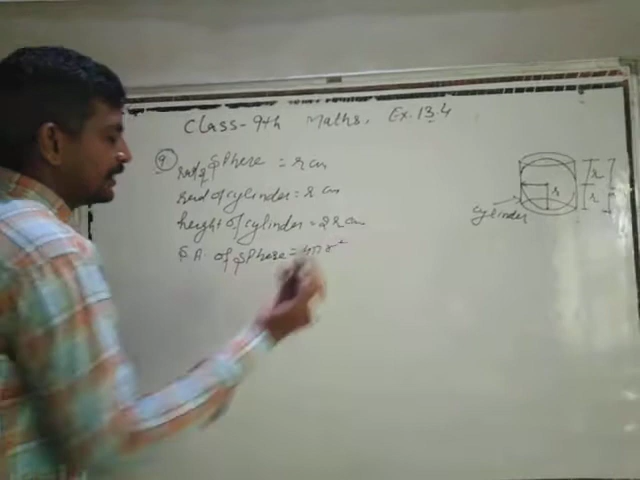 Class-9th Maths, Ex.13.4
9 rad of sphere = r cm
rad of cylinder = r cm
height of cylinder = 2r cm
SA of sphere = 4πr²
r
r
r
cylinder